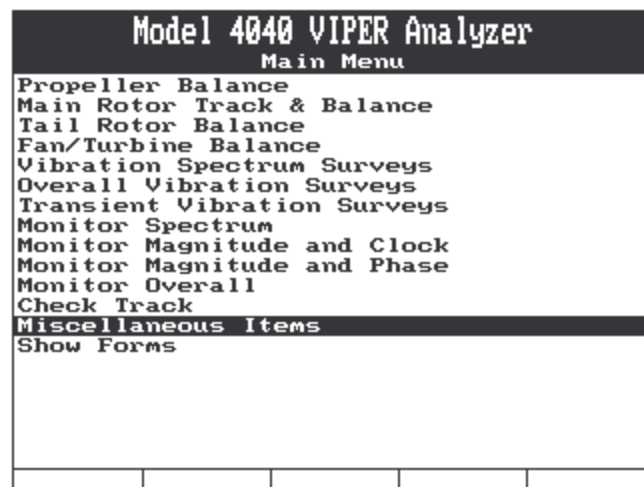 Model 4040 VIPER Analyzer
Main Menu
Propeller Balance
Main Rotor Track & Balance
Tail Rotor Balance
Fan/Turbine Balance
Vibration Spectrum Surveys
Overall Vibration Surveys
Transient Vibration Surveys
Monitor Spectrum
Monitor Magnitude and Clock
Monitor Magnitude and Phase
Monitor Overall
Check Track
Miscellaneous Items
Show Forms